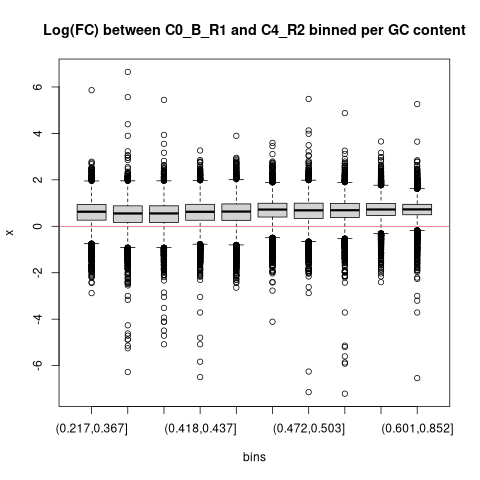 Log(FC) between C0_B_R1 and C4_R2 binned per GC content
6
4
2
0
-2
-4
-6
x
(0.217,0.367] (0.418,0.437] (0.472,0.503] (0.601,0.852]
bins